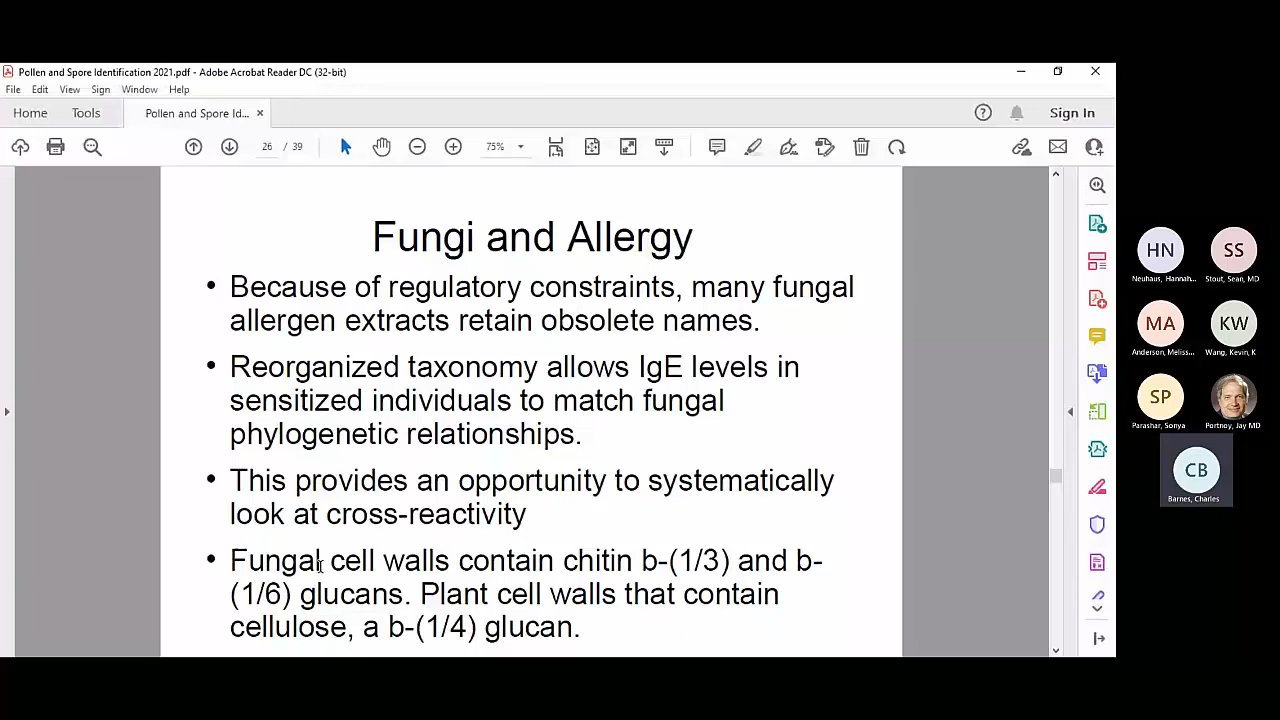 Pollen and Spore Identification 2021.pdf - Adobe Acrobat Reader DC (32-bit)
File Edit View Sign Window Help
Home Tools Pollen and Spore Id... × Sign In
26 / 39 75%
Fungi and Allergy
• Because of regulatory constraints, many fungal
allergen extracts retain obsolete names.
• Reorganized taxonomy allows IgE levels in
sensitized individuals to match fungal
phylogenetic relationships.
• This provides an opportunity to systematically
look at cross-reactivity
• Fungal cell walls contain chitin b-(1/3) and b-
(1/6) glucans. Plant cell walls that contain
cellulose, a b-(1/4) glucan.
HN SS
Neuhaus, Hannah... Stout, Sean, MD
MA KW
Anderson, Meliss... Wang, Kevin, K
SP
Parashar, Sonya Portnoy, Jay MD
CB
Barnes, Charles